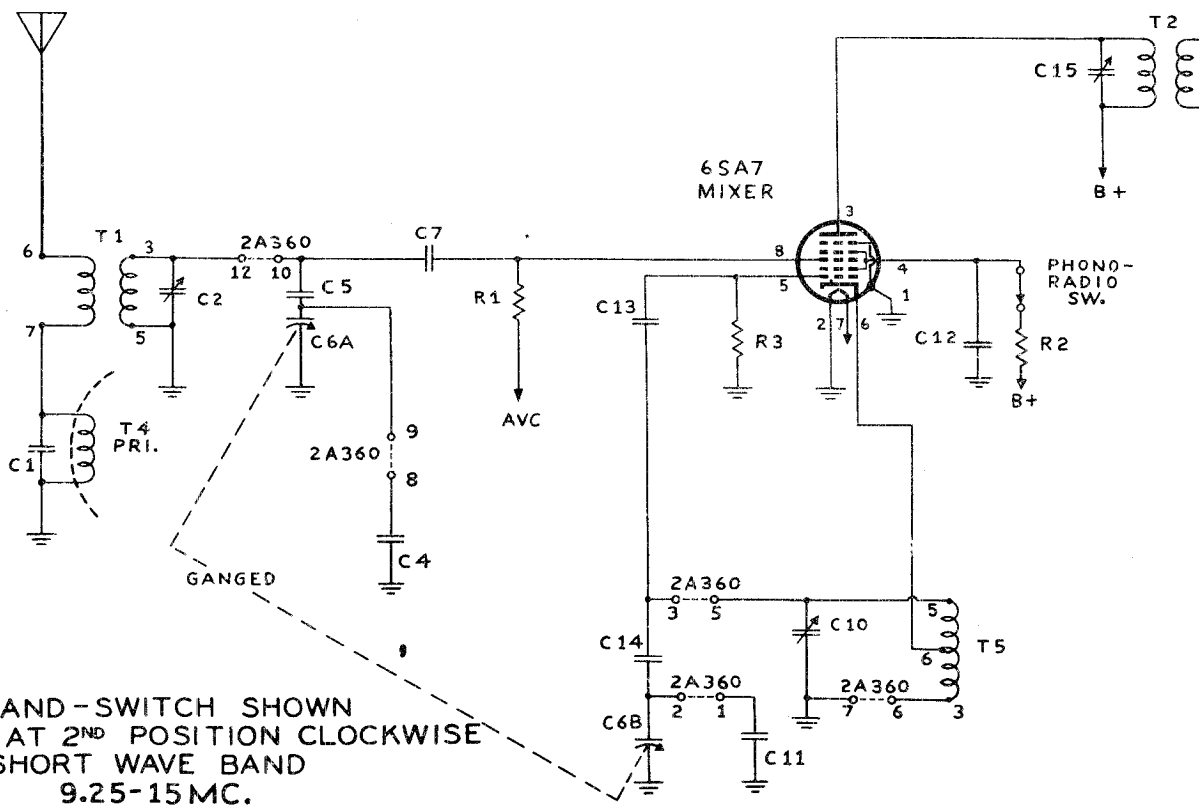 T2
C15
B+
6SA7
MIXER
3
8
5
4
1
2
7
6
PHONO-
RADIO
SW.
R2
B+
C12
6
T1
3
2A360
12
10
C7
C5
C2
7
5
C6A
R1
AVC
C13
R3
T4
PRI.
C1
9
2A360
8
C4
GANGED
2A360
3
5
C10
5
6
T5
C14
2A360
2
1
2A360
7
6
3
C6B
C11
AND-SWITCH SHOWN
AT 2ND POSITION CLOCKWISE
SHORT WAVE BAND
9.25-15MC.